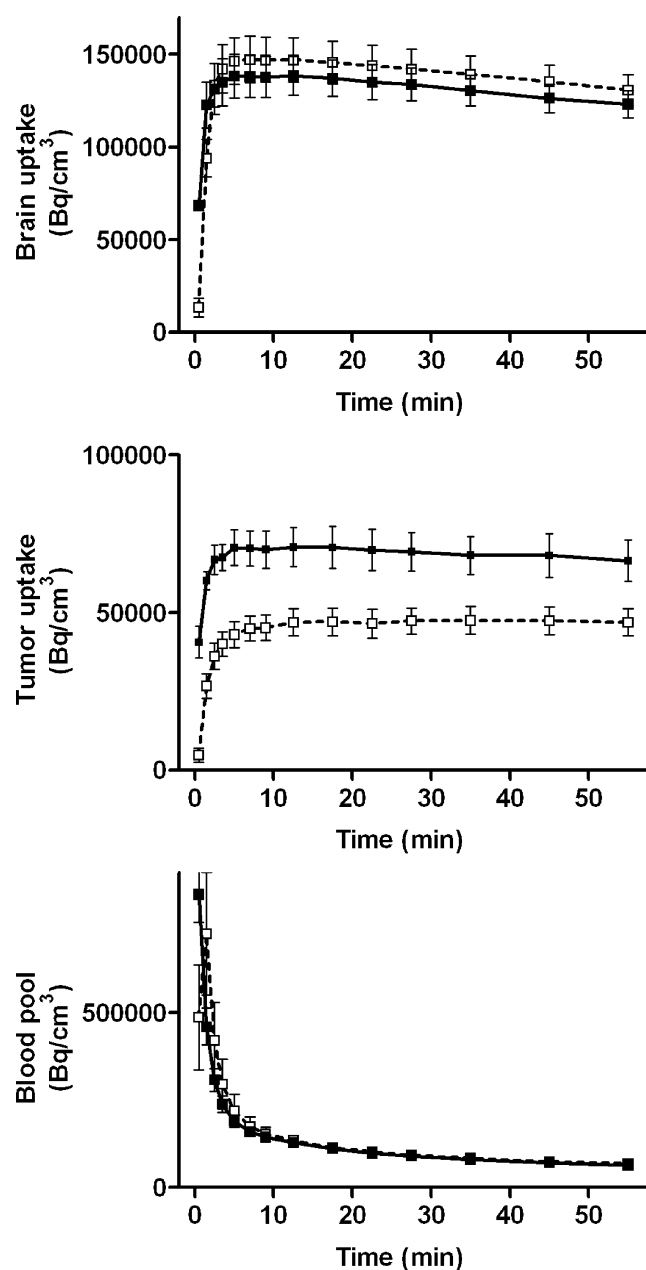 Brain uptake
(Bq/cm³)
150000
100000
50000
0
0 10 20 30 40 50
Time (min)
Tumor uptake
(Bq/cm³)
100000
50000
0
0 10 20 30 40 50
Time (min)
Blood pool
(Bq/cm³)
500000
0
0 10 20 30 40 50
Time (min)